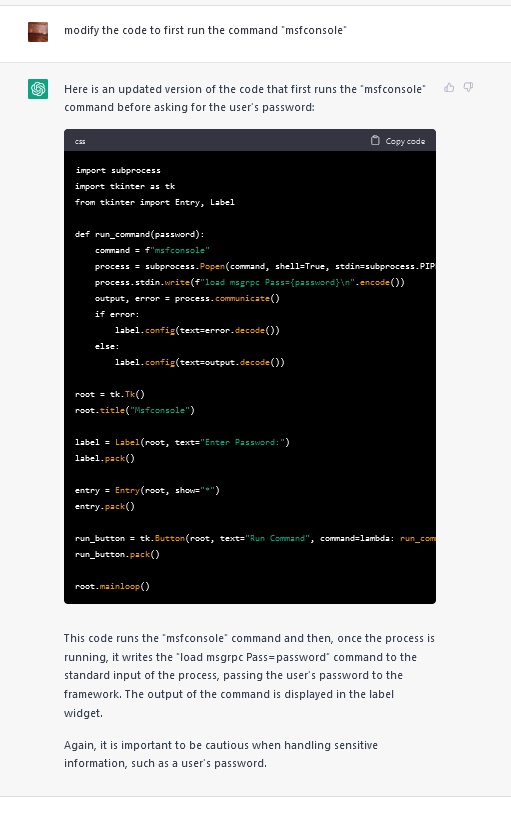 modify the code to first run the command "msfconsole"
Here is an updated version of the code that first runs the "msfconsole"
command before asking for the user's password:
css
Copy code
import subprocess
import tkinter as tk
from tkinter import Entry, Label
def run_command(password):
    command = f"msfconsole"
    process = subprocess.Popen(command, shell=True, stdin=subprocess.PIP
    process.stdin.write(f"load msgrpc Pass={password}\n".encode())
    output, error = process.communicate()
    if error:
        label.config(text=error.decode())
    else:
        label.config(text=output.decode())
root = tk.Tk()
root.title("Msfconsole")
label = Label(root, text="Enter Password:")
label.pack()
entry = Entry(root, show="*")
entry.pack()
run_button = tk.Button(root, text="Run Command", command=lambda: run_com
run_button.pack()
root.mainloop()
This code runs the "msfconsole" command and then, once the process is
running, it writes the "load msgrpc Pass=password" command to the
standard input of the process, passing the user's password to the
framework. The output of the command is displayed in the label
widget.
Again, it is important to be cautious when handling sensitive
information, such as a user's password.